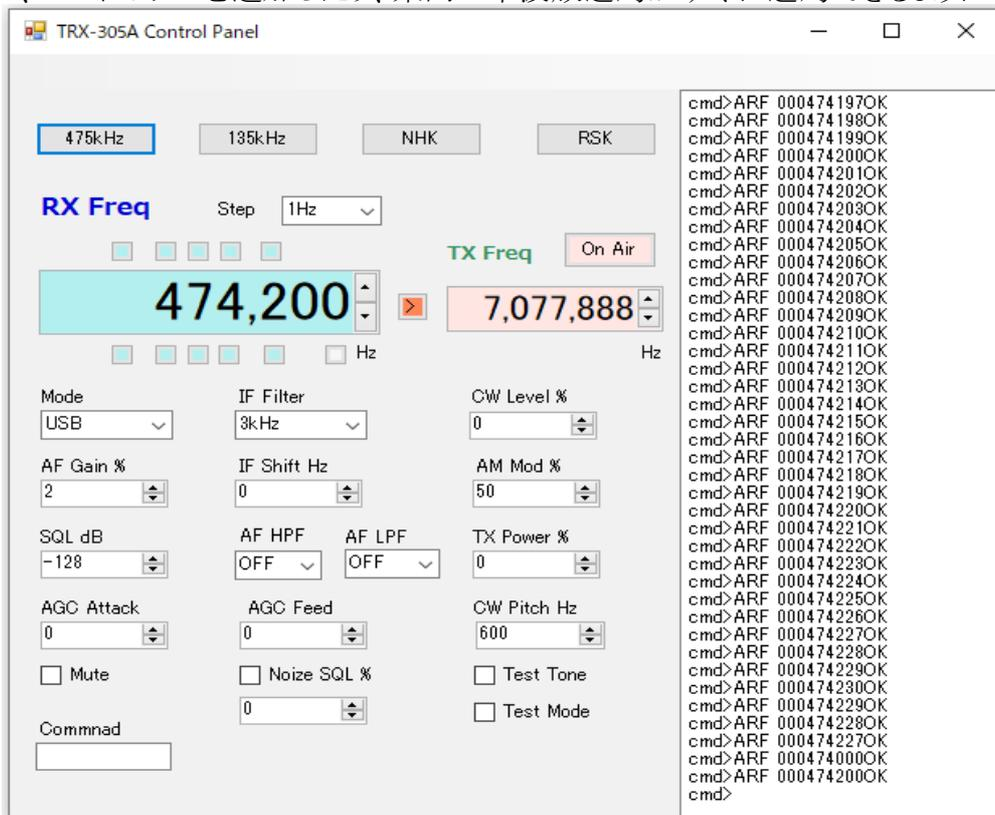 TRX-305A Control Panel
475kHz
135kHz
NHK
RSK
RX Freq
Step
1Hz
TX Freq
On Air
474,200
>
7,077,888
Hz
Hz
Mode
IF Filter
CW Level %
USB
3kHz
0
AF Gain %
IF Shift Hz
AM Mod %
2
0
50
SQL dB
AF HPF
AF LPF
TX Power %
-128
OFF
OFF
0
AGC Attack
AGC Feed
CW Pitch Hz
0
0
600
Mute
Noize SQL %
Test Tone
0
Test Mode
Commnad
cmd>ARF 000474197OK
cmd>ARF 000474198OK
cmd>ARF 000474199OK
cmd>ARF 000474200OK
cmd>ARF 000474201OK
cmd>ARF 000474202OK
cmd>ARF 000474203OK
cmd>ARF 000474204OK
cmd>ARF 000474205OK
cmd>ARF 000474206OK
cmd>ARF 000474207OK
cmd>ARF 000474208OK
cmd>ARF 000474209OK
cmd>ARF 000474210OK
cmd>ARF 000474211OK
cmd>ARF 000474212OK
cmd>ARF 000474213OK
cmd>ARF 000474214OK
cmd>ARF 000474215OK
cmd>ARF 000474216OK
cmd>ARF 000474217OK
cmd>ARF 000474218OK
cmd>ARF 000474219OK
cmd>ARF 000474220OK
cmd>ARF 000474221OK
cmd>ARF 000474222OK
cmd>ARF 000474223OK
cmd>ARF 000474224OK
cmd>ARF 000474225OK
cmd>ARF 000474226OK
cmd>ARF 000474227OK
cmd>ARF 000474228OK
cmd>ARF 000474229OK
cmd>ARF 000474230OK
cmd>ARF 000474229OK
cmd>ARF 000474228OK
cmd>ARF 000474227OK
cmd>ARF 000474000OK
cmd>ARF 000474200OK
cmd>